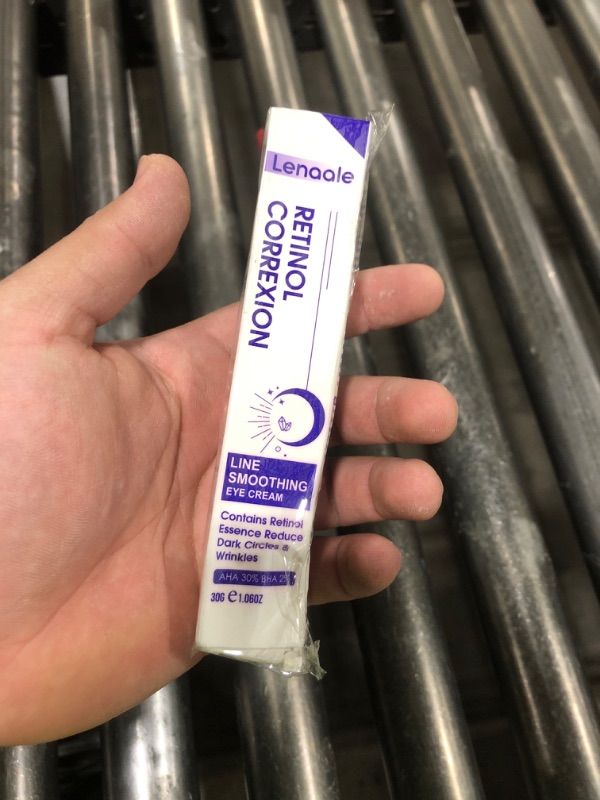 Lenaale
RETINOL
CORREXION
LINE
SMOOTHING
EYE CREAM
Contains Retinol
Essence Reduce
Dark Circles &
Wrinkles
AHA 30% BHA
30G e 1.06OZ